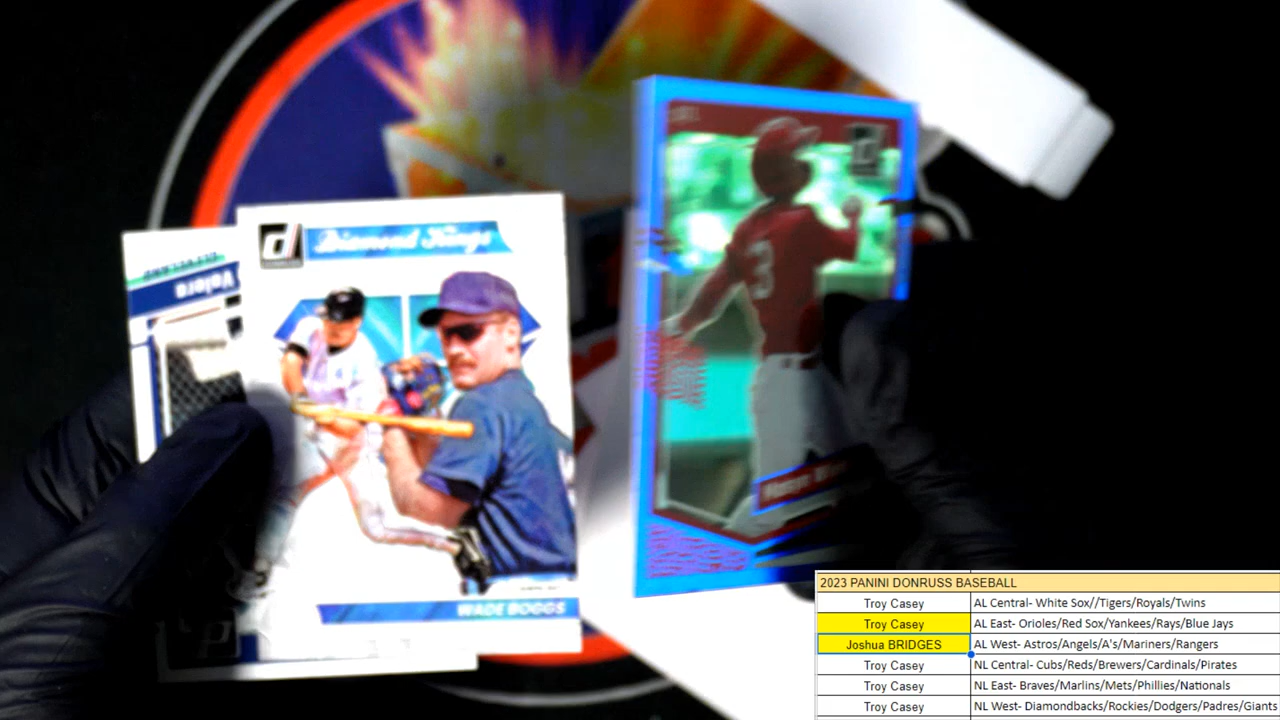 Diamond Kings
Valera
WADE BOGGS
3
2023 PANINI DONRUSS BASEBALL
Troy Casey AL Central- White Sox//Tigers/Royals/Twins
Troy Casey AL East- Orioles/Red Sox/Yankees/Rays/Blue Jays
Joshua BRIDGES AL West- Astros/Angels/A's/Mariners/Rangers
Troy Casey NL Central- Cubs/Reds/Brewers/Cardinals/Pirates
Troy Casey NL East- Braves/Marlins/Mets/Phillies/Nationals
Troy Casey NL West- Diamondbacks/Rockies/Dodgers/Padres/Giants